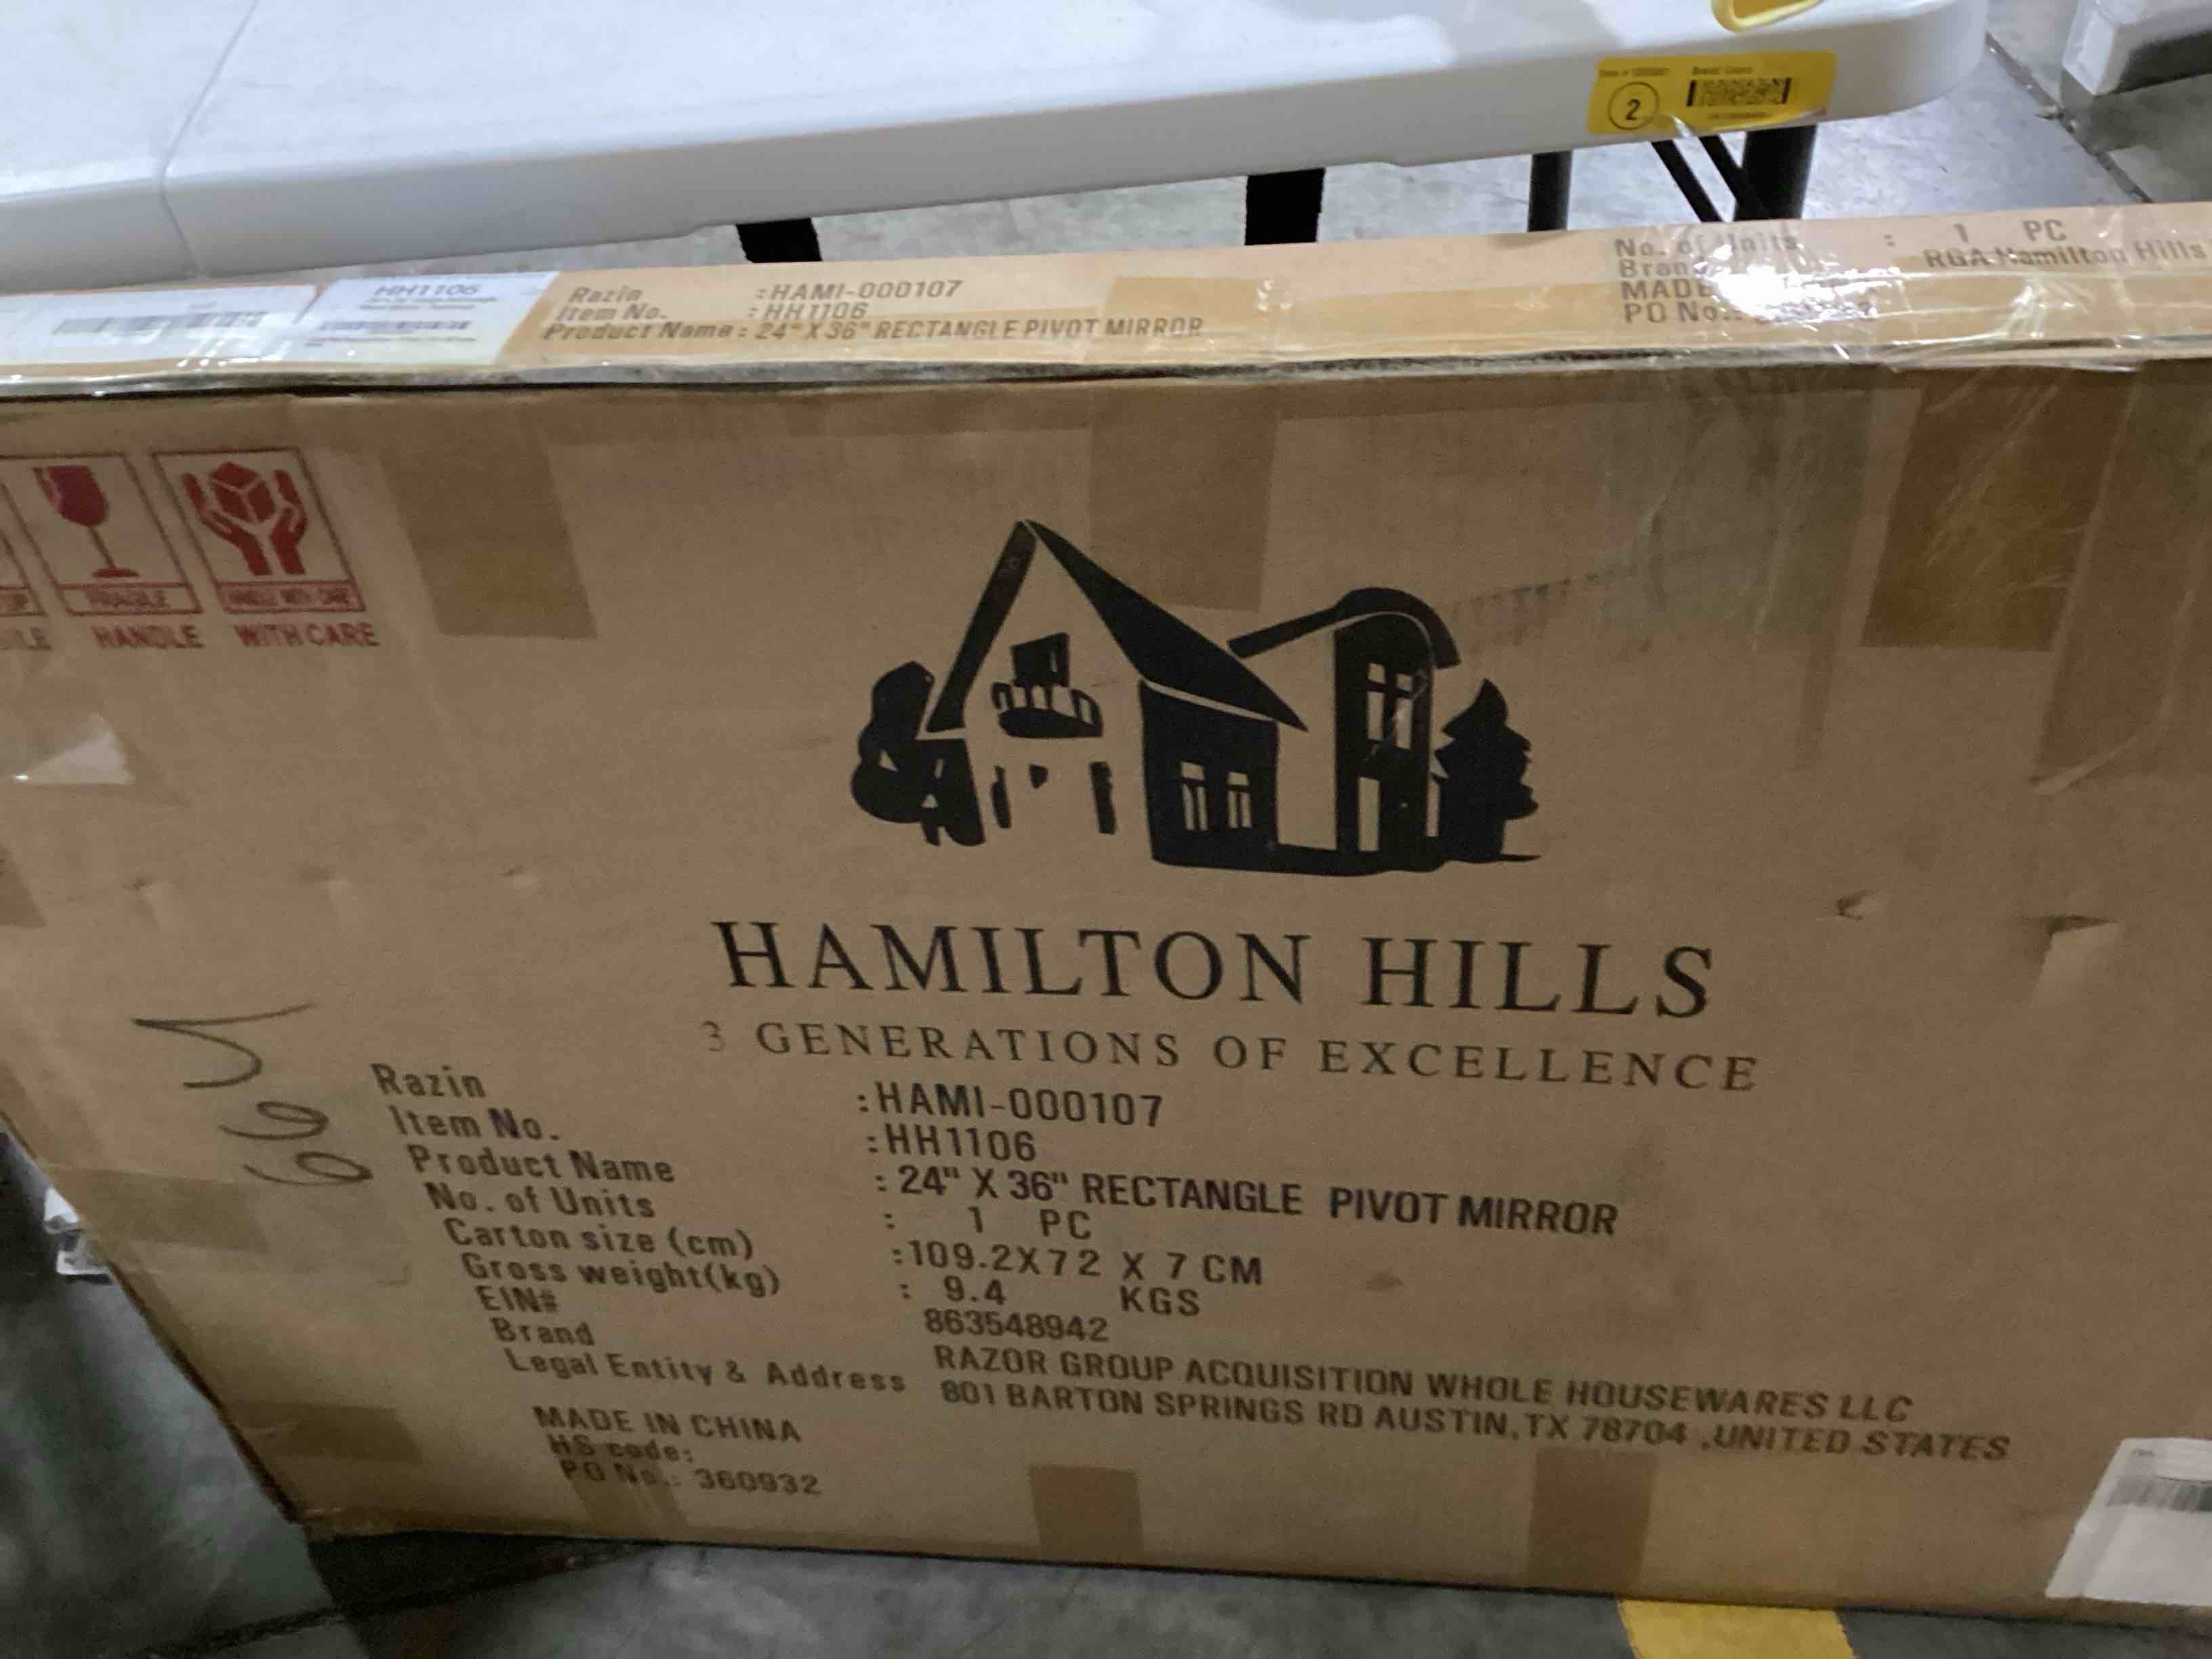 2
HH1106
Razin :HAMI-000107
Item No. :HH1106
Product Name : 24" X 36" RECTANGLE PIVOT MIRROR
No. of Units : 1 PC
RGA Hamilton Hills
MADE
PO No.:
FRAGILE
HANDLE WITH CARE
HANDLE WITH CARE
HAMILTON HILLS
3 GENERATIONS OF EXCELLENCE
Razin :HAMI-000107
Item No. :HH1106
Product Name : 24" X 36" RECTANGLE PIVOT MIRROR
No. of Units : 1 PC
Carton size (cm) :109.2X72 X 7 CM
Gross weight(kg) : 9.4 KGS
EIN# 863548942
Brand RAZOR GROUP ACQUISITION WHOLE HOUSEWARES LLC
Legal Entity & Address 801 BARTON SPRINGS RD AUSTIN,TX 78704 ,UNITED STATES
MADE IN CHINA
HS code:
PO No.: 360932